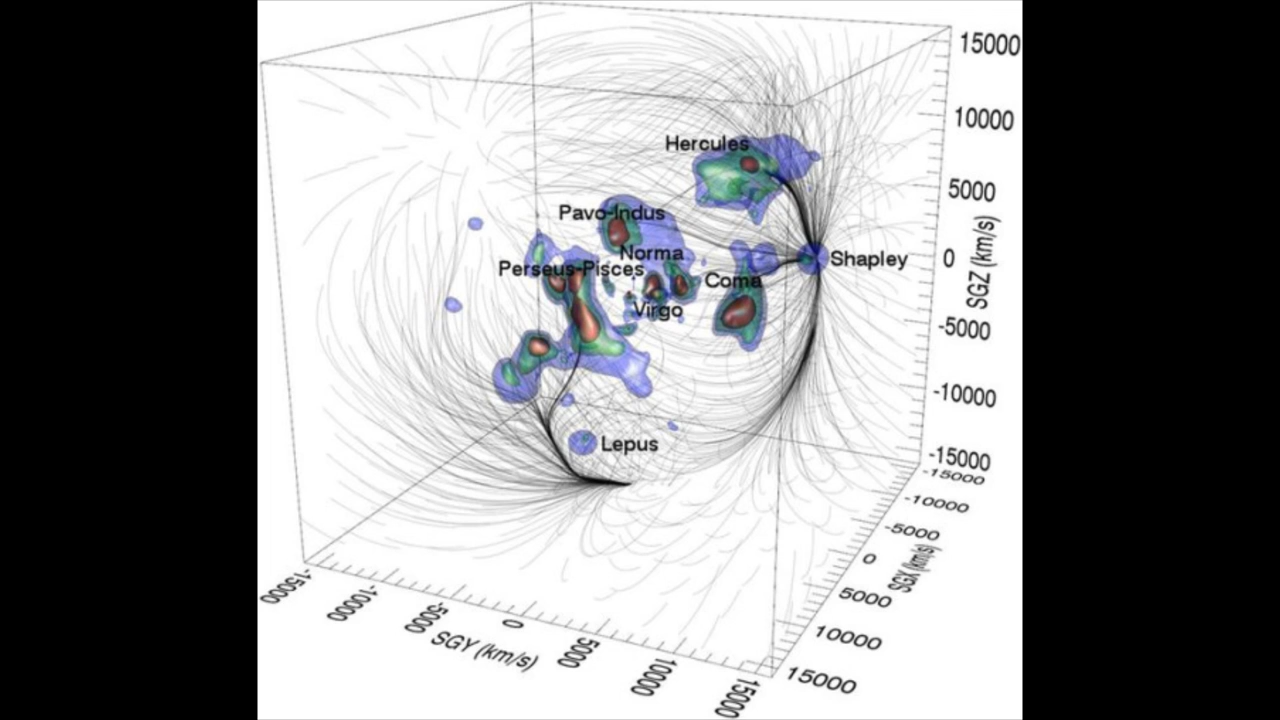 15000
10000
5000
0
-5000
-10000
-15000
SGZ (km/s)
Hercules
Pavo-Indus
Norma
Perseus-Pisces
Coma
Shapley
Virgo
Lepus
-15000
-10000
-5000
0
5000
10000
15000
SGX (km/s)
-15000
-10000
-5000
0
5000
10000
15000
SGY (km/s)